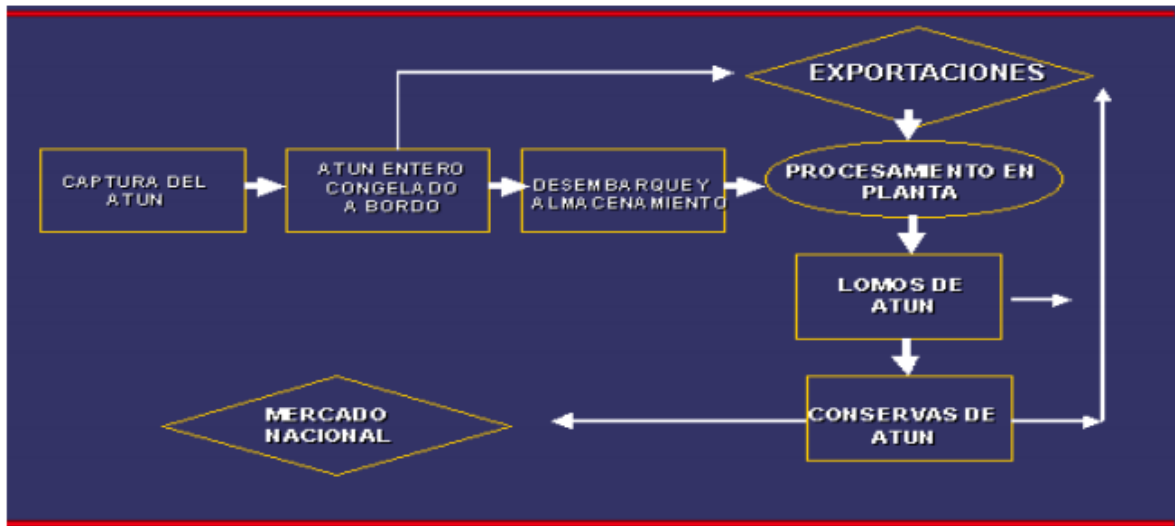 EXPORTACIONES
CAPTURA DEL
ATUN
ATUN ENTERO
CONGELADO
A BORDO
DESEMBARQUE Y
ALMACENAMIENTO
PROCESAMIENTO EN
PLANTA
LOMOS DE
ATUN
MERCADO
NACIONAL
CONSERVAS DE
ATUN